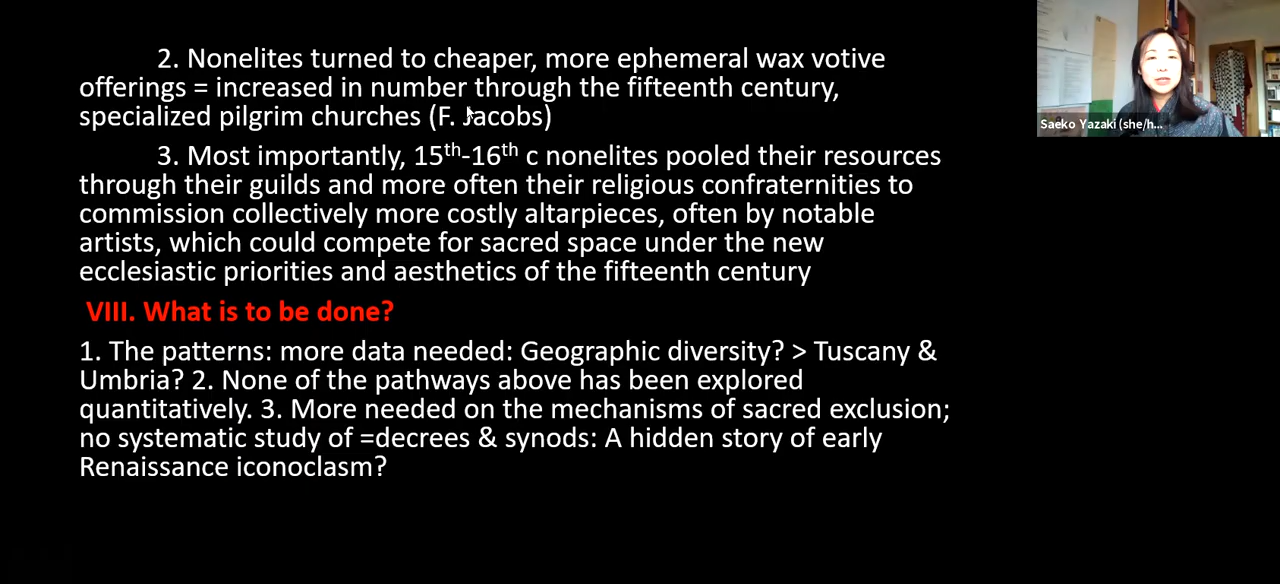 2. Nonelites turned to cheaper, more ephemeral wax votive
offerings = increased in number through the fifteenth century,
specialized pilgrim churches (F. Jacobs)
3. Most importantly, 15th-16th c nonelites pooled their resources
through their guilds and more often their religious confraternities to
commission collectively more costly altarpieces, often by notable
artists, which could compete for sacred space under the new
ecclesiastic priorities and aesthetics of the fifteenth century
VIII. What is to be done?
1. The patterns: more data needed: Geographic diversity? > Tuscany &
Umbria? 2. None of the pathways above has been explored
quantitatively. 3. More needed on the mechanisms of sacred exclusion;
no systematic study of =decrees & synods: A hidden story of early
Renaissance iconoclasm?
Saeko Yazaki (she/h...